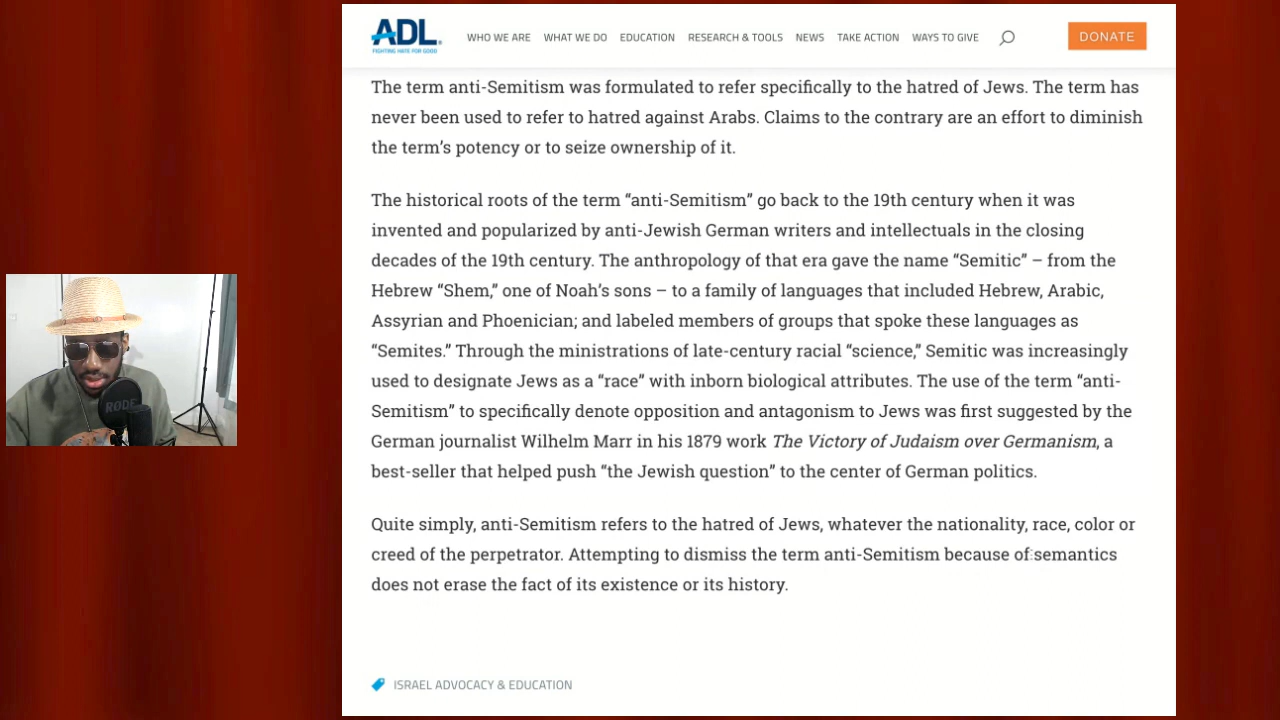 ADL
FIGHTING HATE FOR GOOD
WHO WE ARE WHAT WE DO EDUCATION RESEARCH & TOOLS NEWS TAKE ACTION WAYS TO GIVE
DONATE
The term anti-Semitism was formulated to refer specifically to the hatred of Jews. The term has
never been used to refer to hatred against Arabs. Claims to the contrary are an effort to diminish
the term’s potency or to seize ownership of it.
The historical roots of the term “anti-Semitism” go back to the 19th century when it was
invented and popularized by anti-Jewish German writers and intellectuals in the closing
decades of the 19th century. The anthropology of that era gave the name “Semitic” – from the
Hebrew “Shem,” one of Noah’s sons – to a family of languages that included Hebrew, Arabic,
Assyrian and Phoenician; and labeled members of groups that spoke these languages as
“Semites.” Through the ministrations of late-century racial “science,” Semitic was increasingly
used to designate Jews as a “race” with inborn biological attributes. The use of the term “anti-
Semitism” to specifically denote opposition and antagonism to Jews was first suggested by the
German journalist Wilhelm Marr in his 1879 work The Victory of Judaism over Germanism, a
best-seller that helped push “the Jewish question” to the center of German politics.
Quite simply, anti-Semitism refers to the hatred of Jews, whatever the nationality, race, color or
creed of the perpetrator. Attempting to dismiss the term anti-Semitism because of semantics
does not erase the fact of its existence or its history.
ISRAEL ADVOCACY & EDUCATION
RODE